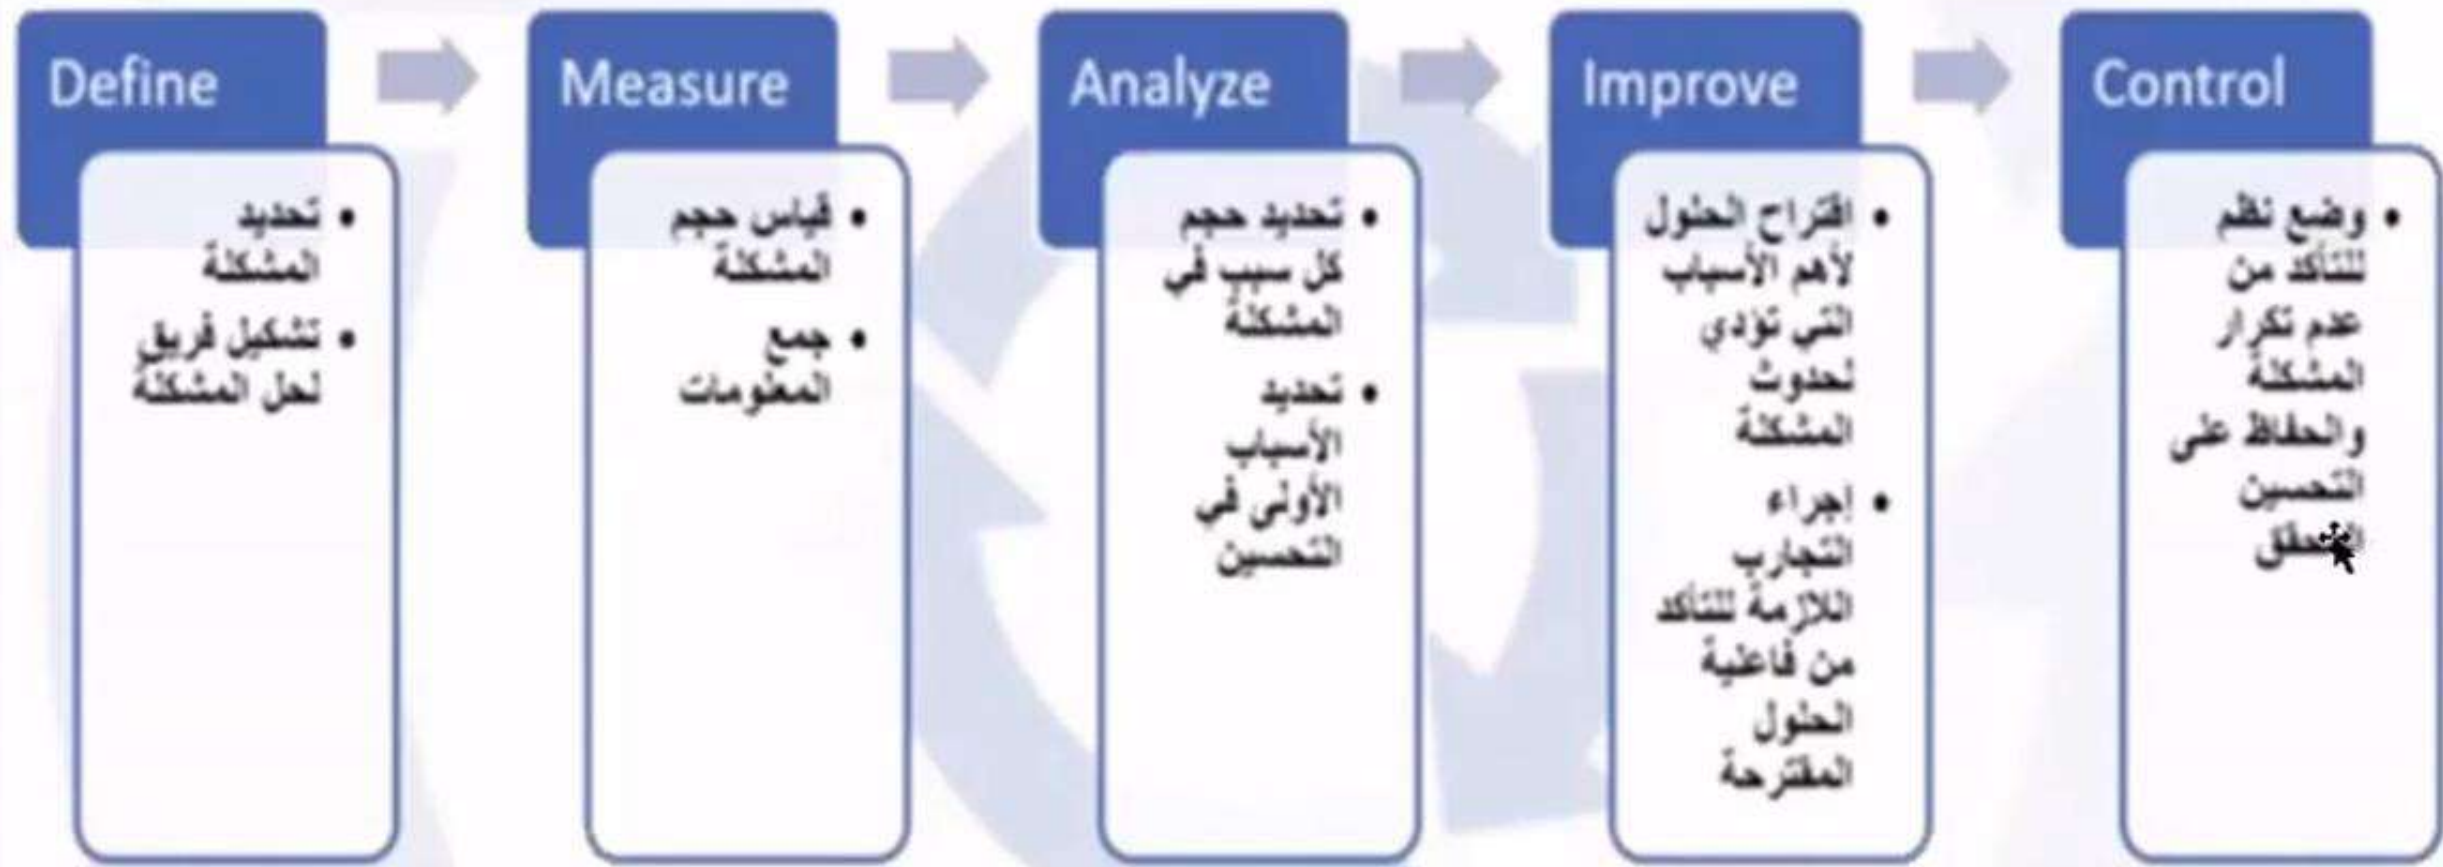 Define
• تحديد
المشكلة
• تشكيل فريق
لحل المشكلة
Measure
• قياس حجم
المشكلة
• جمع
المعلومات
Analyze
• تحديد حجم
كل سبب في
المشكلة
• تحديد
الأسباب
الأولى في
التحسين
Improve
• اقتراح الحلول
لأهم الأسباب
التي تؤدي
لحدوث
المشكلة
• إجراء
التجارب
اللازمة للتأكد
من فاعلية
الحلول
المقترحة
Control
• وضع نظم
للتأكد من
عدم تكرار
المشكلة
والحفاظ على
التحسين